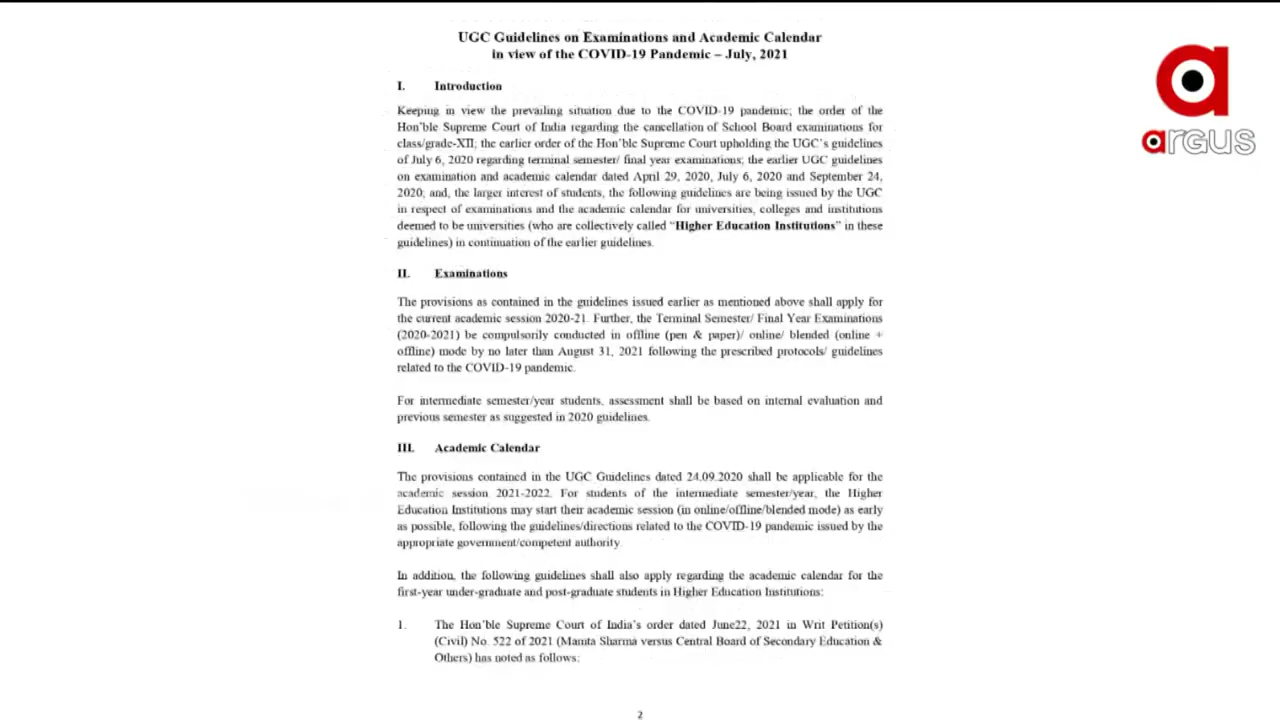 UGC Guidelines on Examinations and Academic Calendar
in view of the COVID-19 Pandemic – July, 2021
I. Introduction
Keeping in view the prevailing situation due to the COVID-19 pandemic; the order of the
Hon'ble Supreme Court of India regarding the cancellation of School Board examinations for
class/grade-XII; the earlier order of the Hon'ble Supreme Court upholding the UGC's guidelines
of July 6, 2020 regarding terminal semester/ final year examinations; the earlier UGC guidelines
on examination and academic calendar dated April 29, 2020, July 6, 2020 and September 24,
2020; and, the larger interest of students, the following guidelines are being issued by the UGC
in respect of examinations and the academic calendar for universities, colleges and institutions
deemed to be universities (who are collectively called "Higher Education Institutions" in these
guidelines) in continuation of the earlier guidelines.
II. Examinations
The provisions as contained in the guidelines issued earlier as mentioned above shall apply for
the current academic session 2020-21. Further, the Terminal Semester/ Final Year Examinations
(2020-2021) be compulsorily conducted in offline (pen & paper)/ online/ blended (online +
offline) mode by no later than August 31, 2021 following the prescribed protocols/ guidelines
related to the COVID-19 pandemic.
For intermediate semester/year students, assessment shall be based on internal evaluation and
previous semester as suggested in 2020 guidelines.
III. Academic Calendar
The provisions contained in the UGC Guidelines dated 24.09.2020 shall be applicable for the
academic session 2021-2022. For students of the intermediate semester/year, the Higher
Education Institutions may start their academic session (in online/offline/blended mode) as early
as possible, following the guidelines/directions related to the COVID-19 pandemic issued by the
appropriate government/competent authority.
In addition, the following guidelines shall also apply regarding the academic calendar for the
first-year under-graduate and post-graduate students in Higher Education Institutions:
1. The Hon'ble Supreme Court of India's order dated June22, 2021 in Writ Petition(s)
(Civil) No. 522 of 2021 (Mamta Sharma versus Central Board of Secondary Education &
Others) has noted as follows:
2
argus